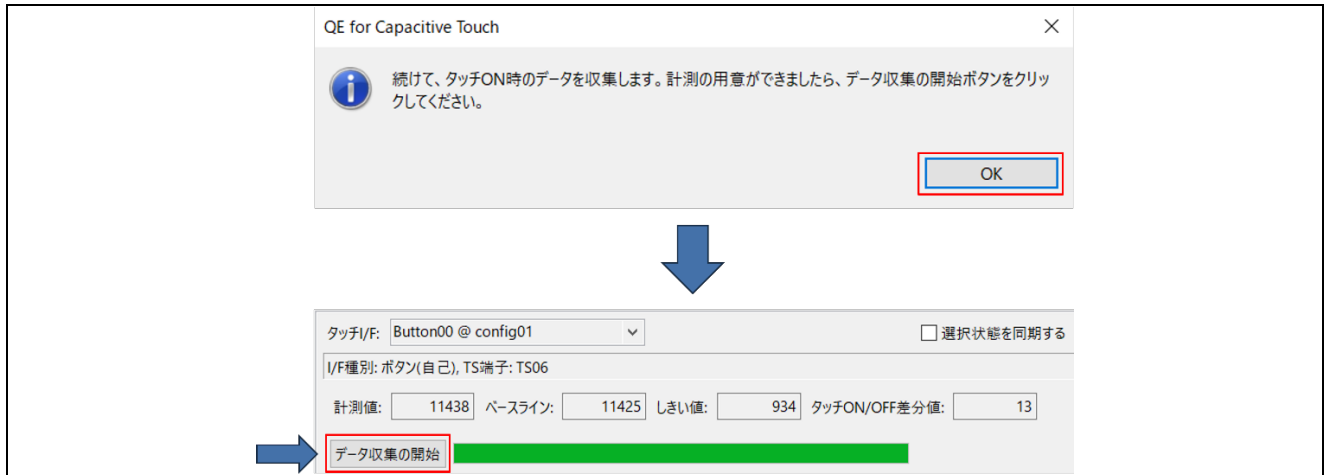 QE for Capacitive Touch
続けて、タッチON時のデータを収集します。計測の用意ができましたら、データ収集の開始ボタンをクリッ
クしてください。
OK
タッチI/F: Button00 @ config01 選択状態を同期する
I/F種別: ボタン(自己), TS端子: TS06
計測値: 11438 ベースライン: 11425 しきい値: 934 タッチON/OFF差分値: 13
データ収集の開始